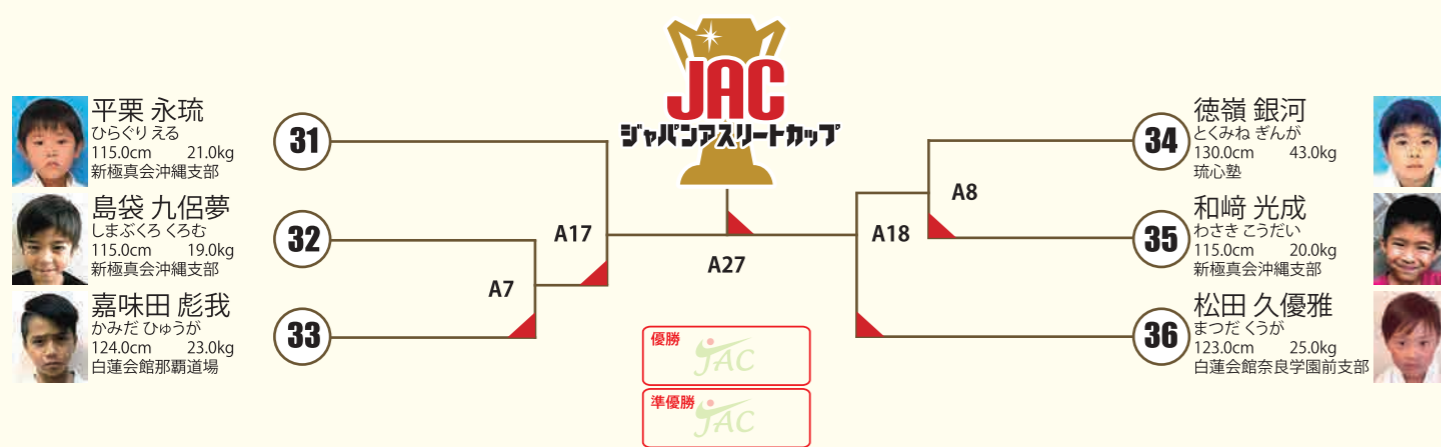 JAC
ジャパンアスリートカップ
平栗 永琉
ひらぐり える
115.0cm 21.0kg
新極真会沖縄支部
31
島袋 九侶夢
しまぶくろ くろむ
115.0cm 19.0kg
新極真会沖縄支部
32
嘉味田 彪我
かみだ ひゅうが
124.0cm 23.0kg
白蓮会館那覇道場
33
A17
A7
A27
A8
A18
34
徳嶺 銀河
とくみね ぎんが
130.0cm 43.0kg
琉心塾
35
和﨑 光成
わさき こうだい
115.0cm 20.0kg
新極真会沖縄支部
36
松田 久優雅
まつだ くうが
123.0cm 25.0kg
白蓮会館奈良学園前支部
優勝
JAC
準優勝
JAC